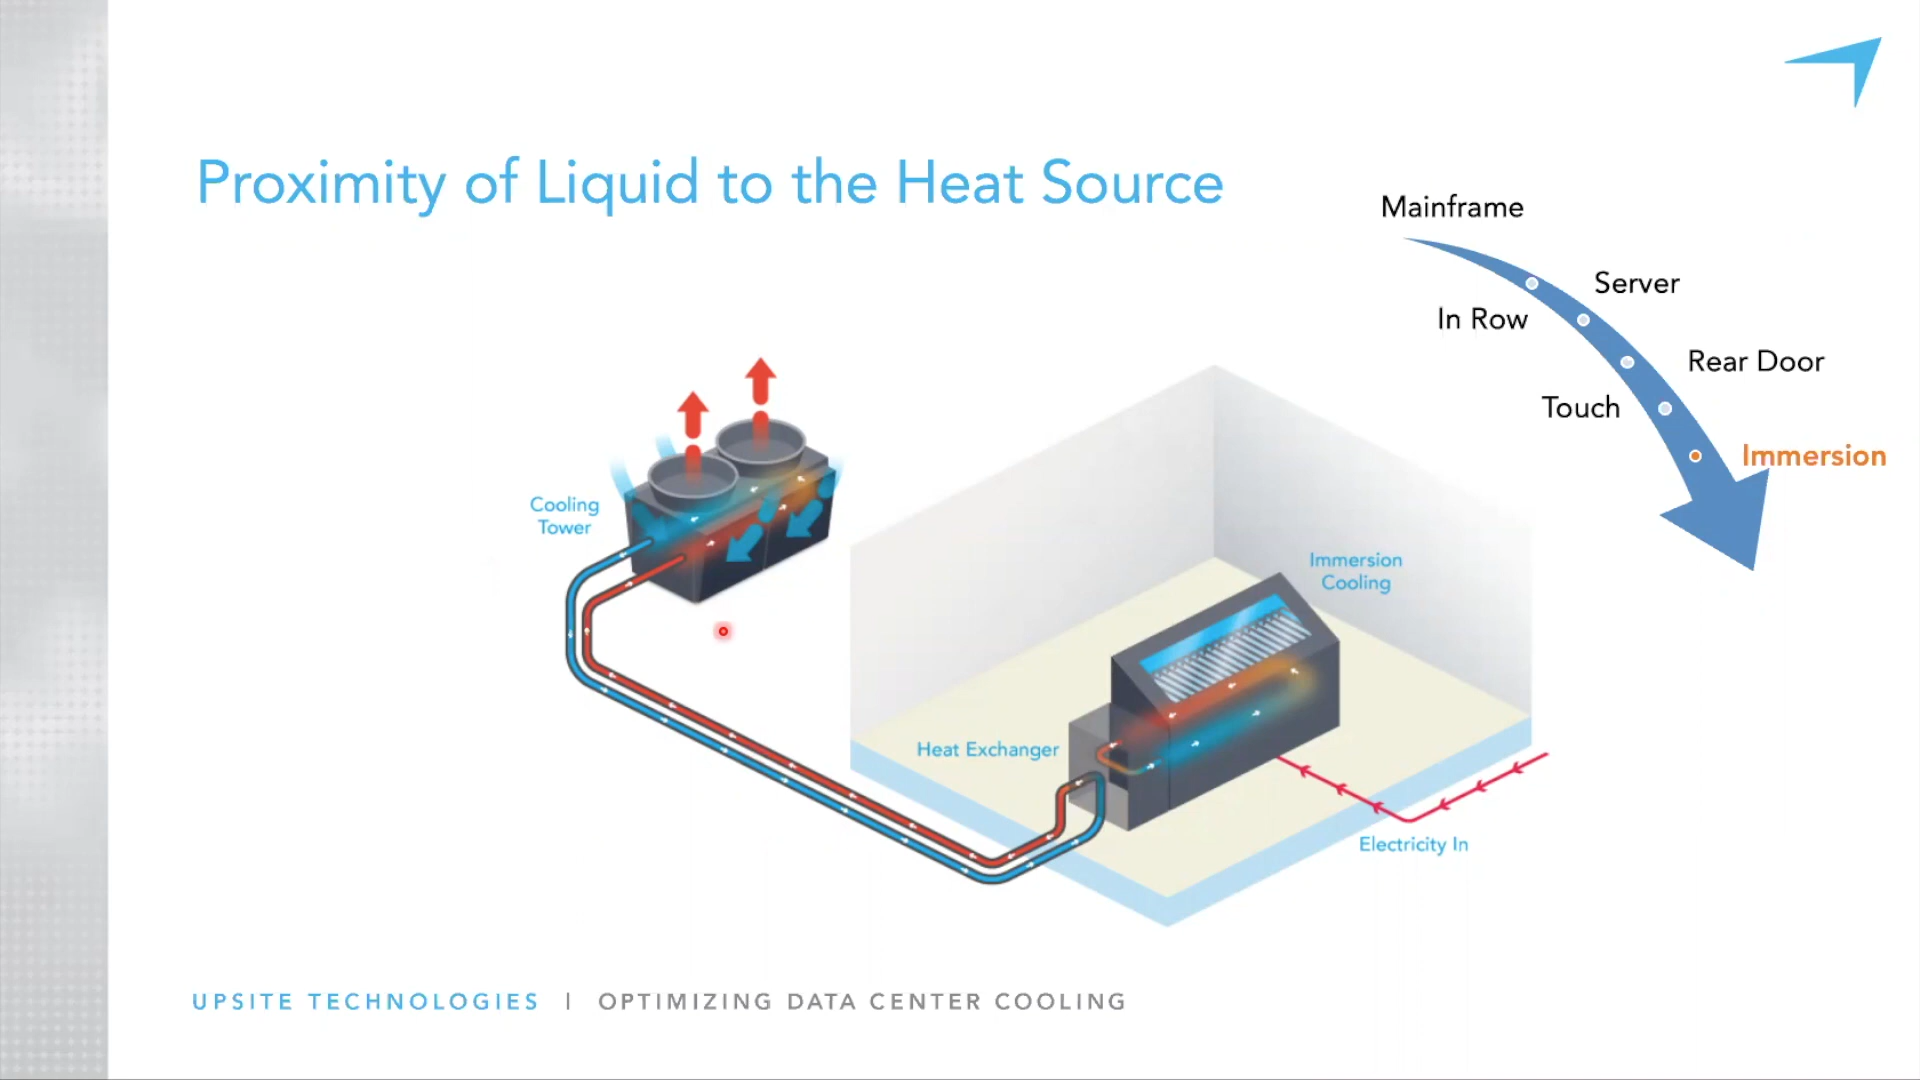 Proximity of Liquid to the Heat Source
Mainframe
Server
In Row
Rear Door
Touch
Immersion
Cooling
Tower
Immersion
Cooling
Heat Exchanger
Electricity In
UPSITE TECHNOLOGIES | OPTIMIZING DATA CENTER COOLING